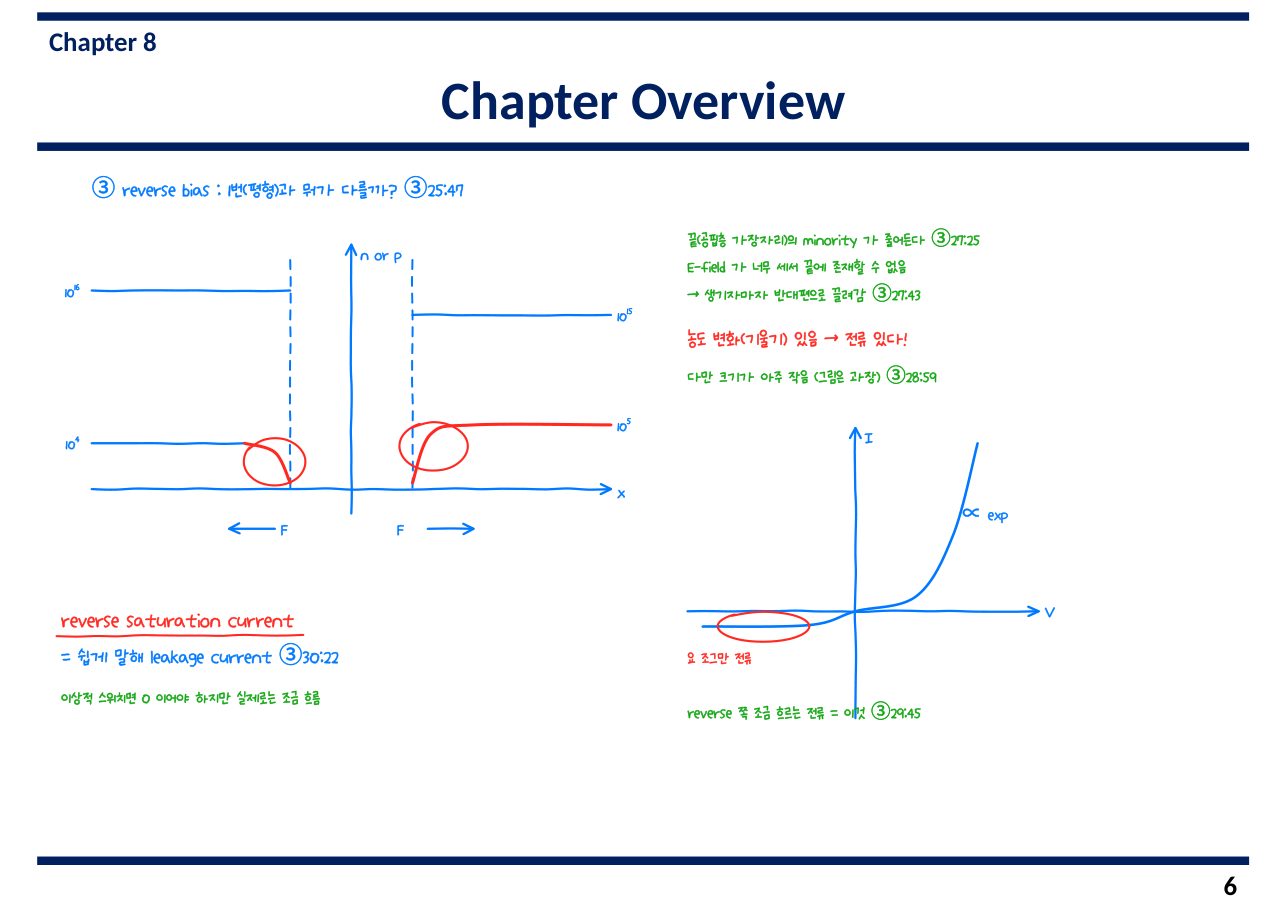 Chapter 8
Chapter Overview
③ reverse bias : 1번(평형)과 뭐가 다를까? ③25:47
n or p
10¹⁶
10¹⁵
10⁴
10⁵
x
F
F
reverse saturation current
= 쉽게 말해 leakage current ③30:22
이상적 스위치면 0 이어야 하지만 실제로는 조금 흐름
끝(공핍층 가장자리)의 minority 가 줄어든다 ③27:25
E-field 가 너무 세서 끝에 존재할 수 없음
→ 생기자마자 반대편으로 끌려감 ③27:43
농도 변화(기울기) 있음 → 전류 있다!
다만 크기가 아주 작음 (그림은 과장) ③28:59
I
∝ exp
V
요 조그만 전류
reverse 쪽 조금 흐르는 전류 = 이것 ③29:45
6